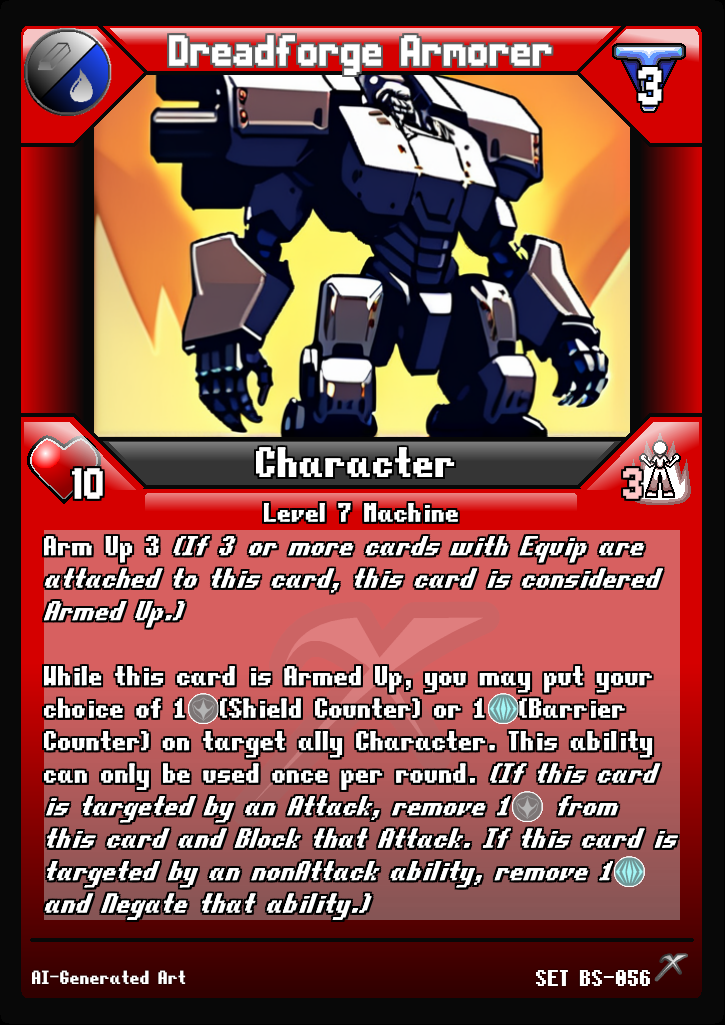 Dreadforge Armorer
3
Character
10
3
Level 7 Machine
Arm Up 3 (If 3 or more cards with Equip are
attached to this card, this card is considered
Armed Up.)
While this card is Armed Up, you may put your
choice of 1 (Shield Counter) or 1 (Barrier
Counter) on target ally Character. This ability
can only be used once per round. (If this card
is targeted by an Attack, remove 1 from
this card and Block that Attack. If this card is
targeted by an nonAttack ability, remove 1
and Negate that ability.)
AI-Generated Art
SET BS-056